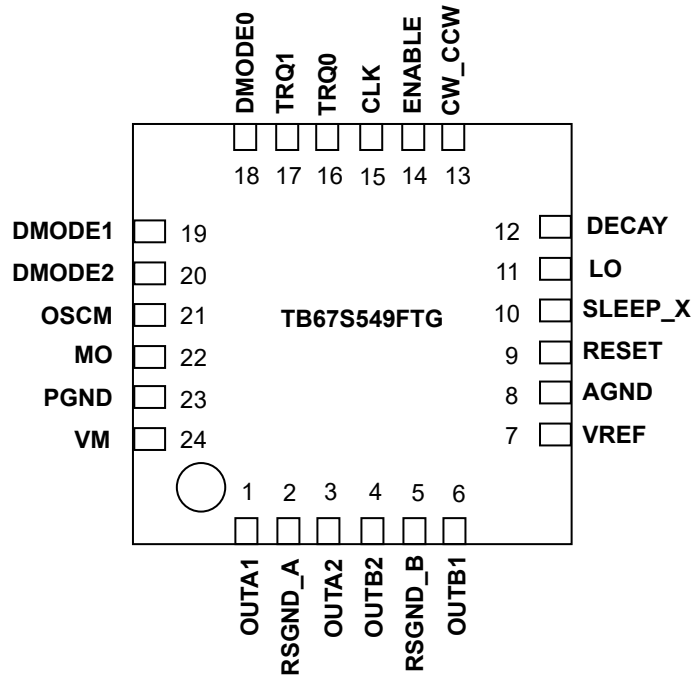 DMODE0
TRQ1
TRQ0
CLK
ENABLE
CW_CCW
18
17
16
15
14
13
DMODE1
19
DMODE2
20
OSCM
21
MO
22
PGND
23
VM
24
TB67S549FTG
12
DECAY
11
LO
10
SLEEP_X
9
RESET
8
AGND
7
VREF
1
2
3
4
5
6
OUTA1
RSGND_A
OUTA2
OUTB2
RSGND_B
OUTB1